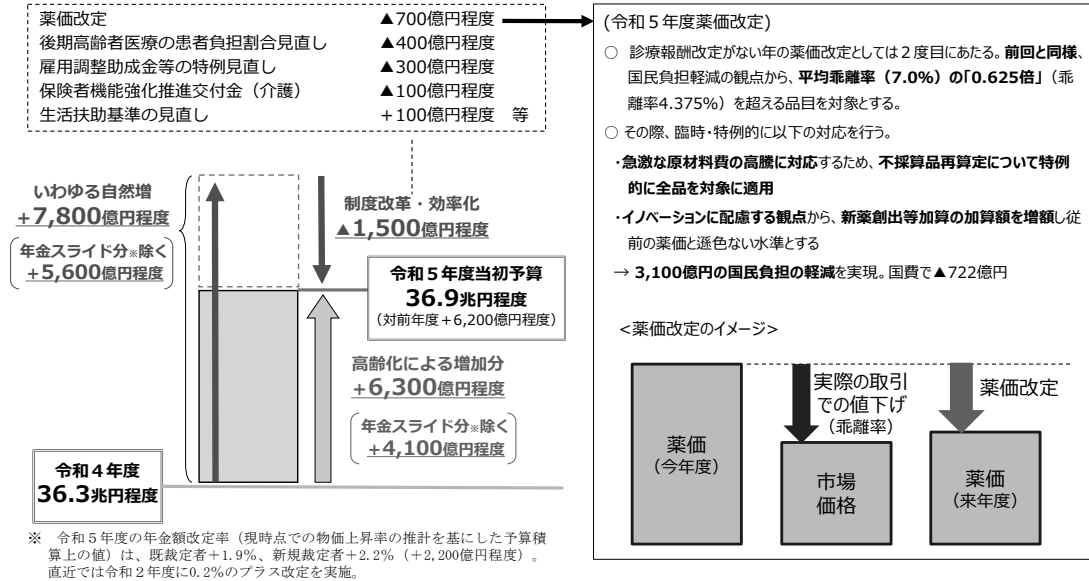 薬価改定 ▲700億円程度
後期高齢者医療の患者負担割合見直し ▲400億円程度
雇用調整助成金等の特例見直し ▲300億円程度
保険者機能強化推進交付金（介護） ▲100億円程度
生活扶助基準の見直し ＋100億円程度 等
いわゆる自然増
＋7,800億円程度
年金スライド分※除く
＋5,600億円程度
制度改革・効率化
▲1,500億円程度
令和５年度当初予算
36.9兆円程度
（対前年度＋6,200億円程度）
高齢化による増加分
＋6,300億円程度
年金スライド分※除く
＋4,100億円程度
令和４年度
36.3兆円程度
※ 令和５年度の年金額改定率（現時点での物価上昇率の推計を基にした予算積
算上の値）は、既裁定者＋1.9％、新規裁定者＋2.2％（＋2,200億円程度）。
直近では令和２年度に0.2％のプラス改定を実施。
(令和５年度薬価改定)
○ 診療報酬改定がない年の薬価改定としては２度目にあたる。前回と同様、
国民負担軽減の観点から、平均乖離率（7.0%）の「0.625倍」（乖
離率4.375%）を超える品目を対象とする。
○ その際、臨時・特例的に以下の対応を行う。
・急激な原材料費の高騰に対応するため、不採算品再算定について特例
的に全品を対象に適用
・イノベーションに配慮する観点から、新薬創出等加算の加算額を増額し従
前の薬価と遜色ない水準とする
→ 3,100億円の国民負担の軽減を実現。国費で▲722億円
<薬価改定のイメージ>
薬価
（今年度）
実際の取引
での値下げ
（乖離率）
市場
価格
薬価改定
薬価
（来年度）